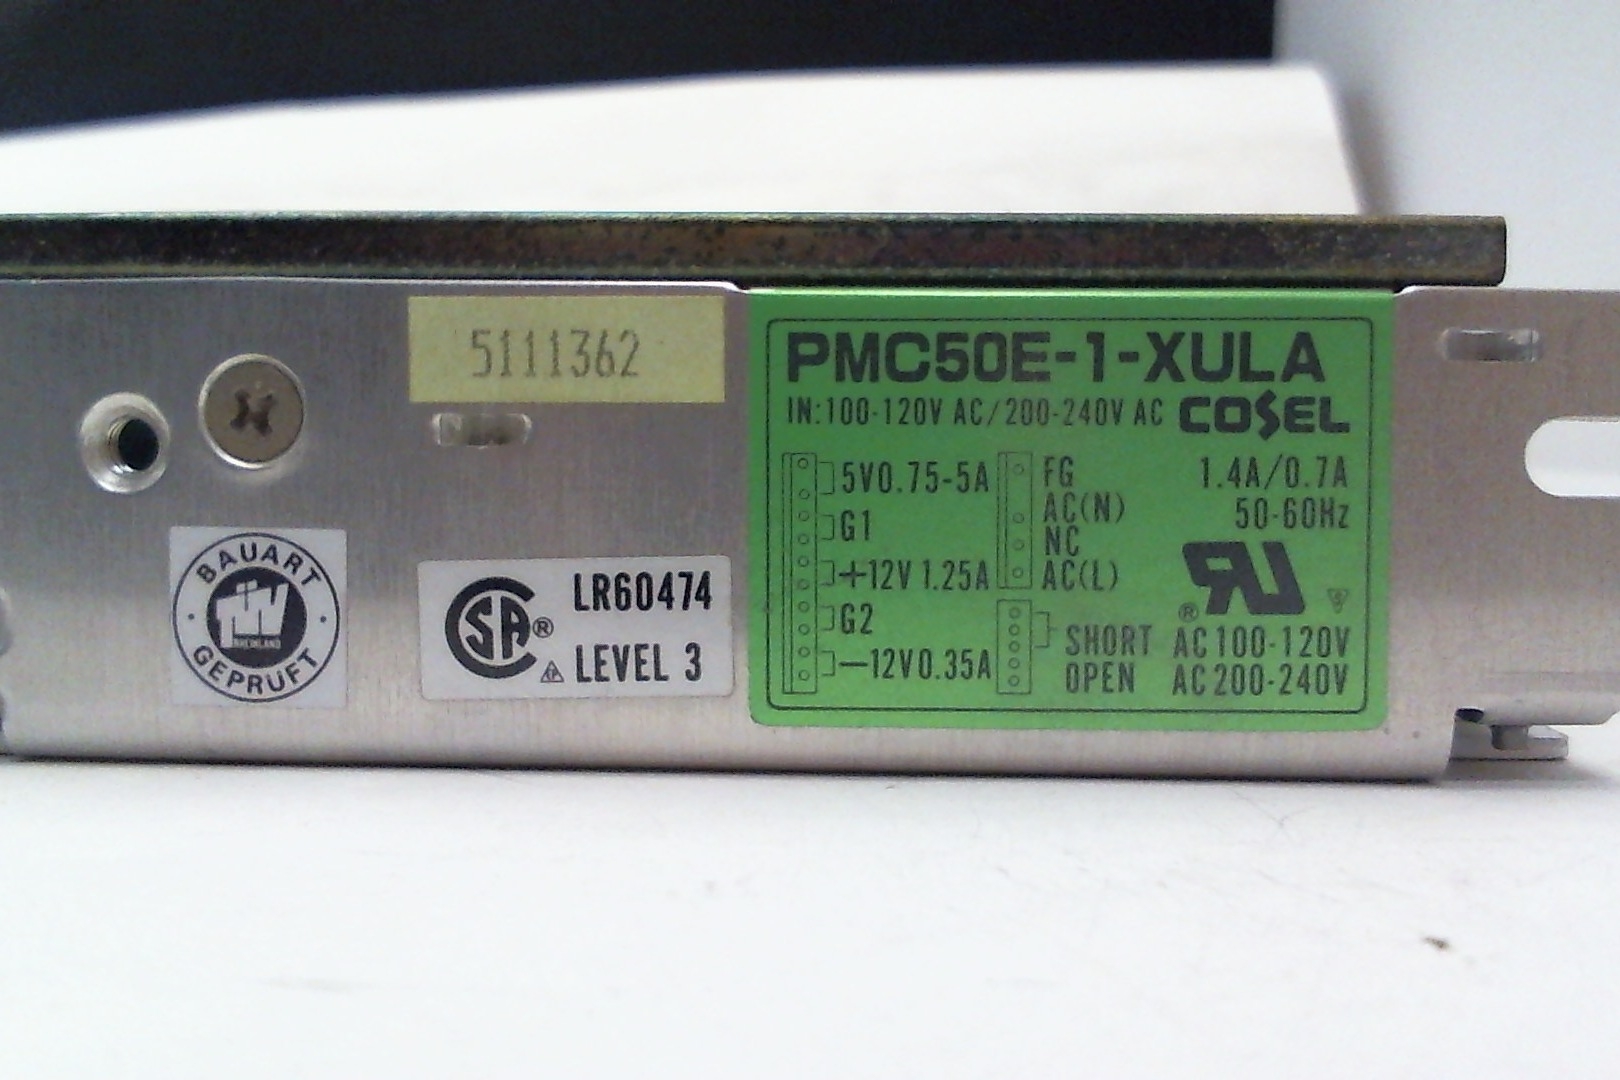 5111362
BAUART
GEPRUFT
LR60474
LEVEL 3
PMC50E-1-XULA
IN:100-120V AC/200-240V AC COSEL
5V0.75-5A
G1
+12V 1.25A
G2
—12V0.35A
FG
AC(N)
NC
AC(L)
1.4A/0.7A
50-60Hz
SHORT AC100-120V
OPEN AC200-240V